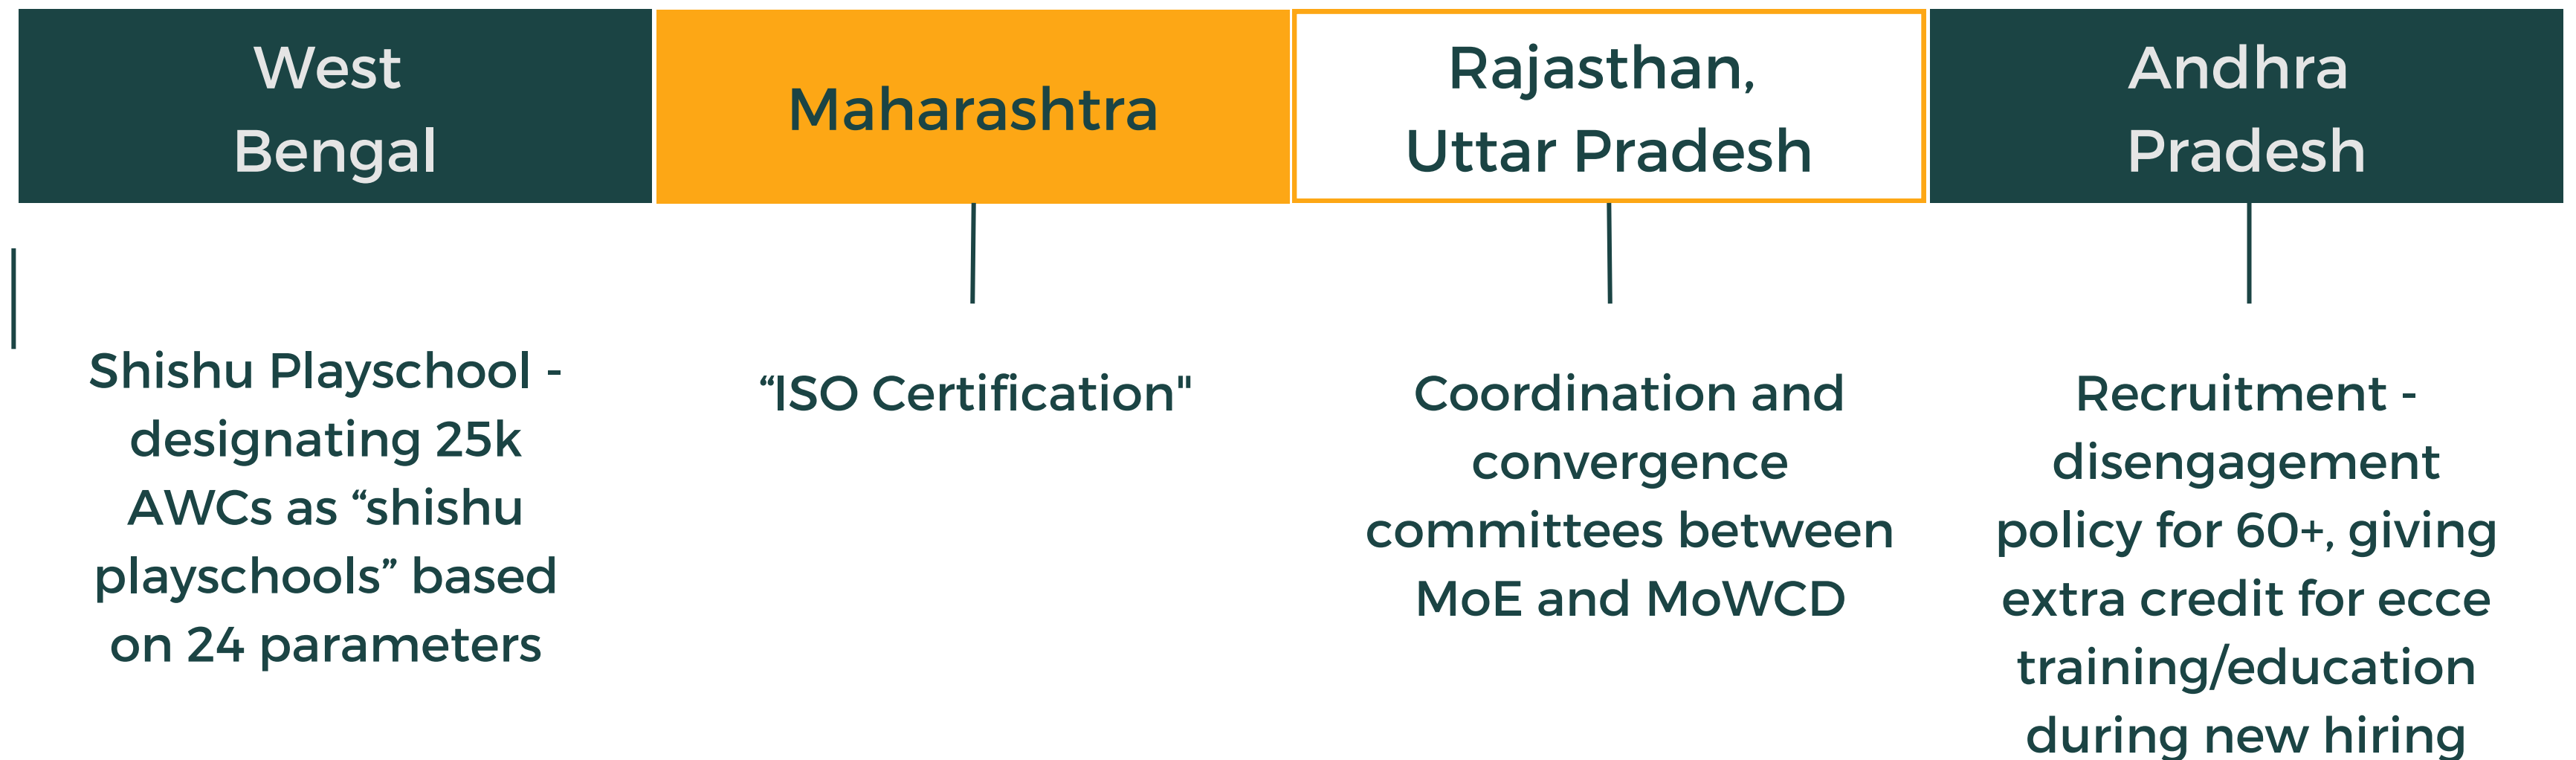 West
Bengal
Maharashtra
Rajasthan,
Uttar Pradesh
Andhra
Pradesh
Shishu Playschool -
designating 25k
AWCs as “shishu
playschools” based
on 24 parameters
“ISO Certification"
Coordination and
convergence
committees between
MoE and MoWCD
Recruitment -
disengagement
policy for 60+, giving
extra credit for ecce
training/education
during new hiring